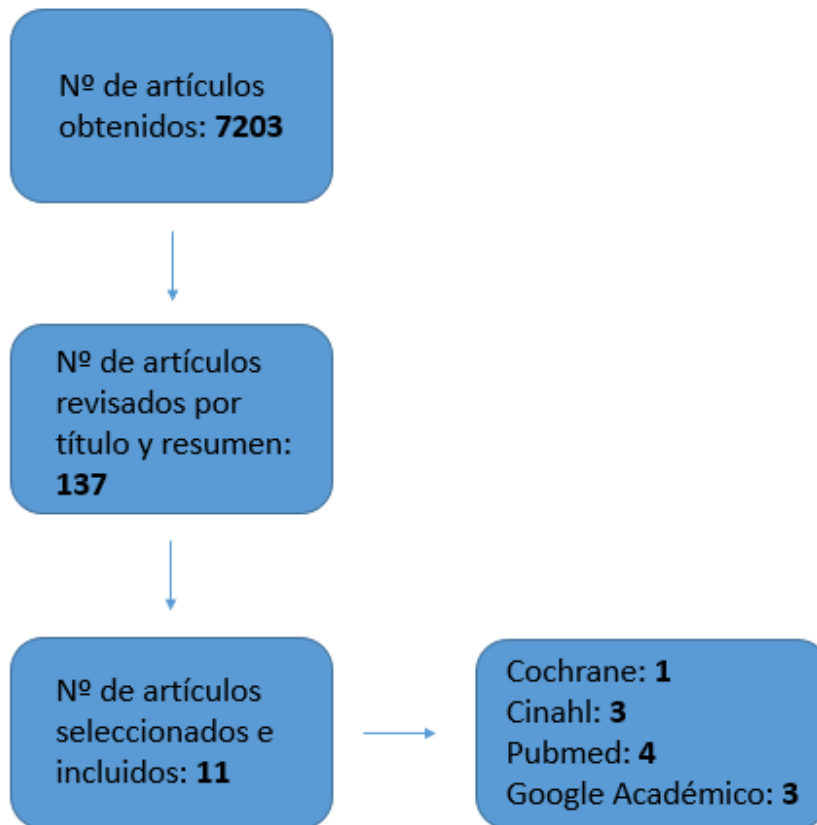 Nº de artículos
obtenidos: 7203
Nº de artículos
revisados por
título y resumen:
137
Nº de artículos
seleccionados e
incluidos: 11
Cochrane: 1
Cinahl: 3
Pubmed: 4
Google Académico: 3